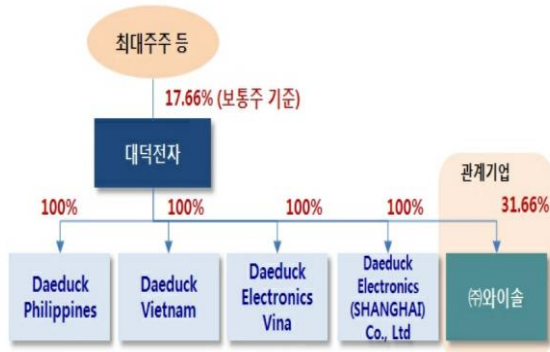 최대주주 등
17.66% (보통주 기준)
대덕전자
관계기업
100%
100%
100%
100%
31.66%
Daeduck
Philippines
Daeduck
Vietnam
Daeduck
Electronics
Vina
Daeduck
Electronics
(SHANGHAI)
Co., Ltd
㈜와이솔